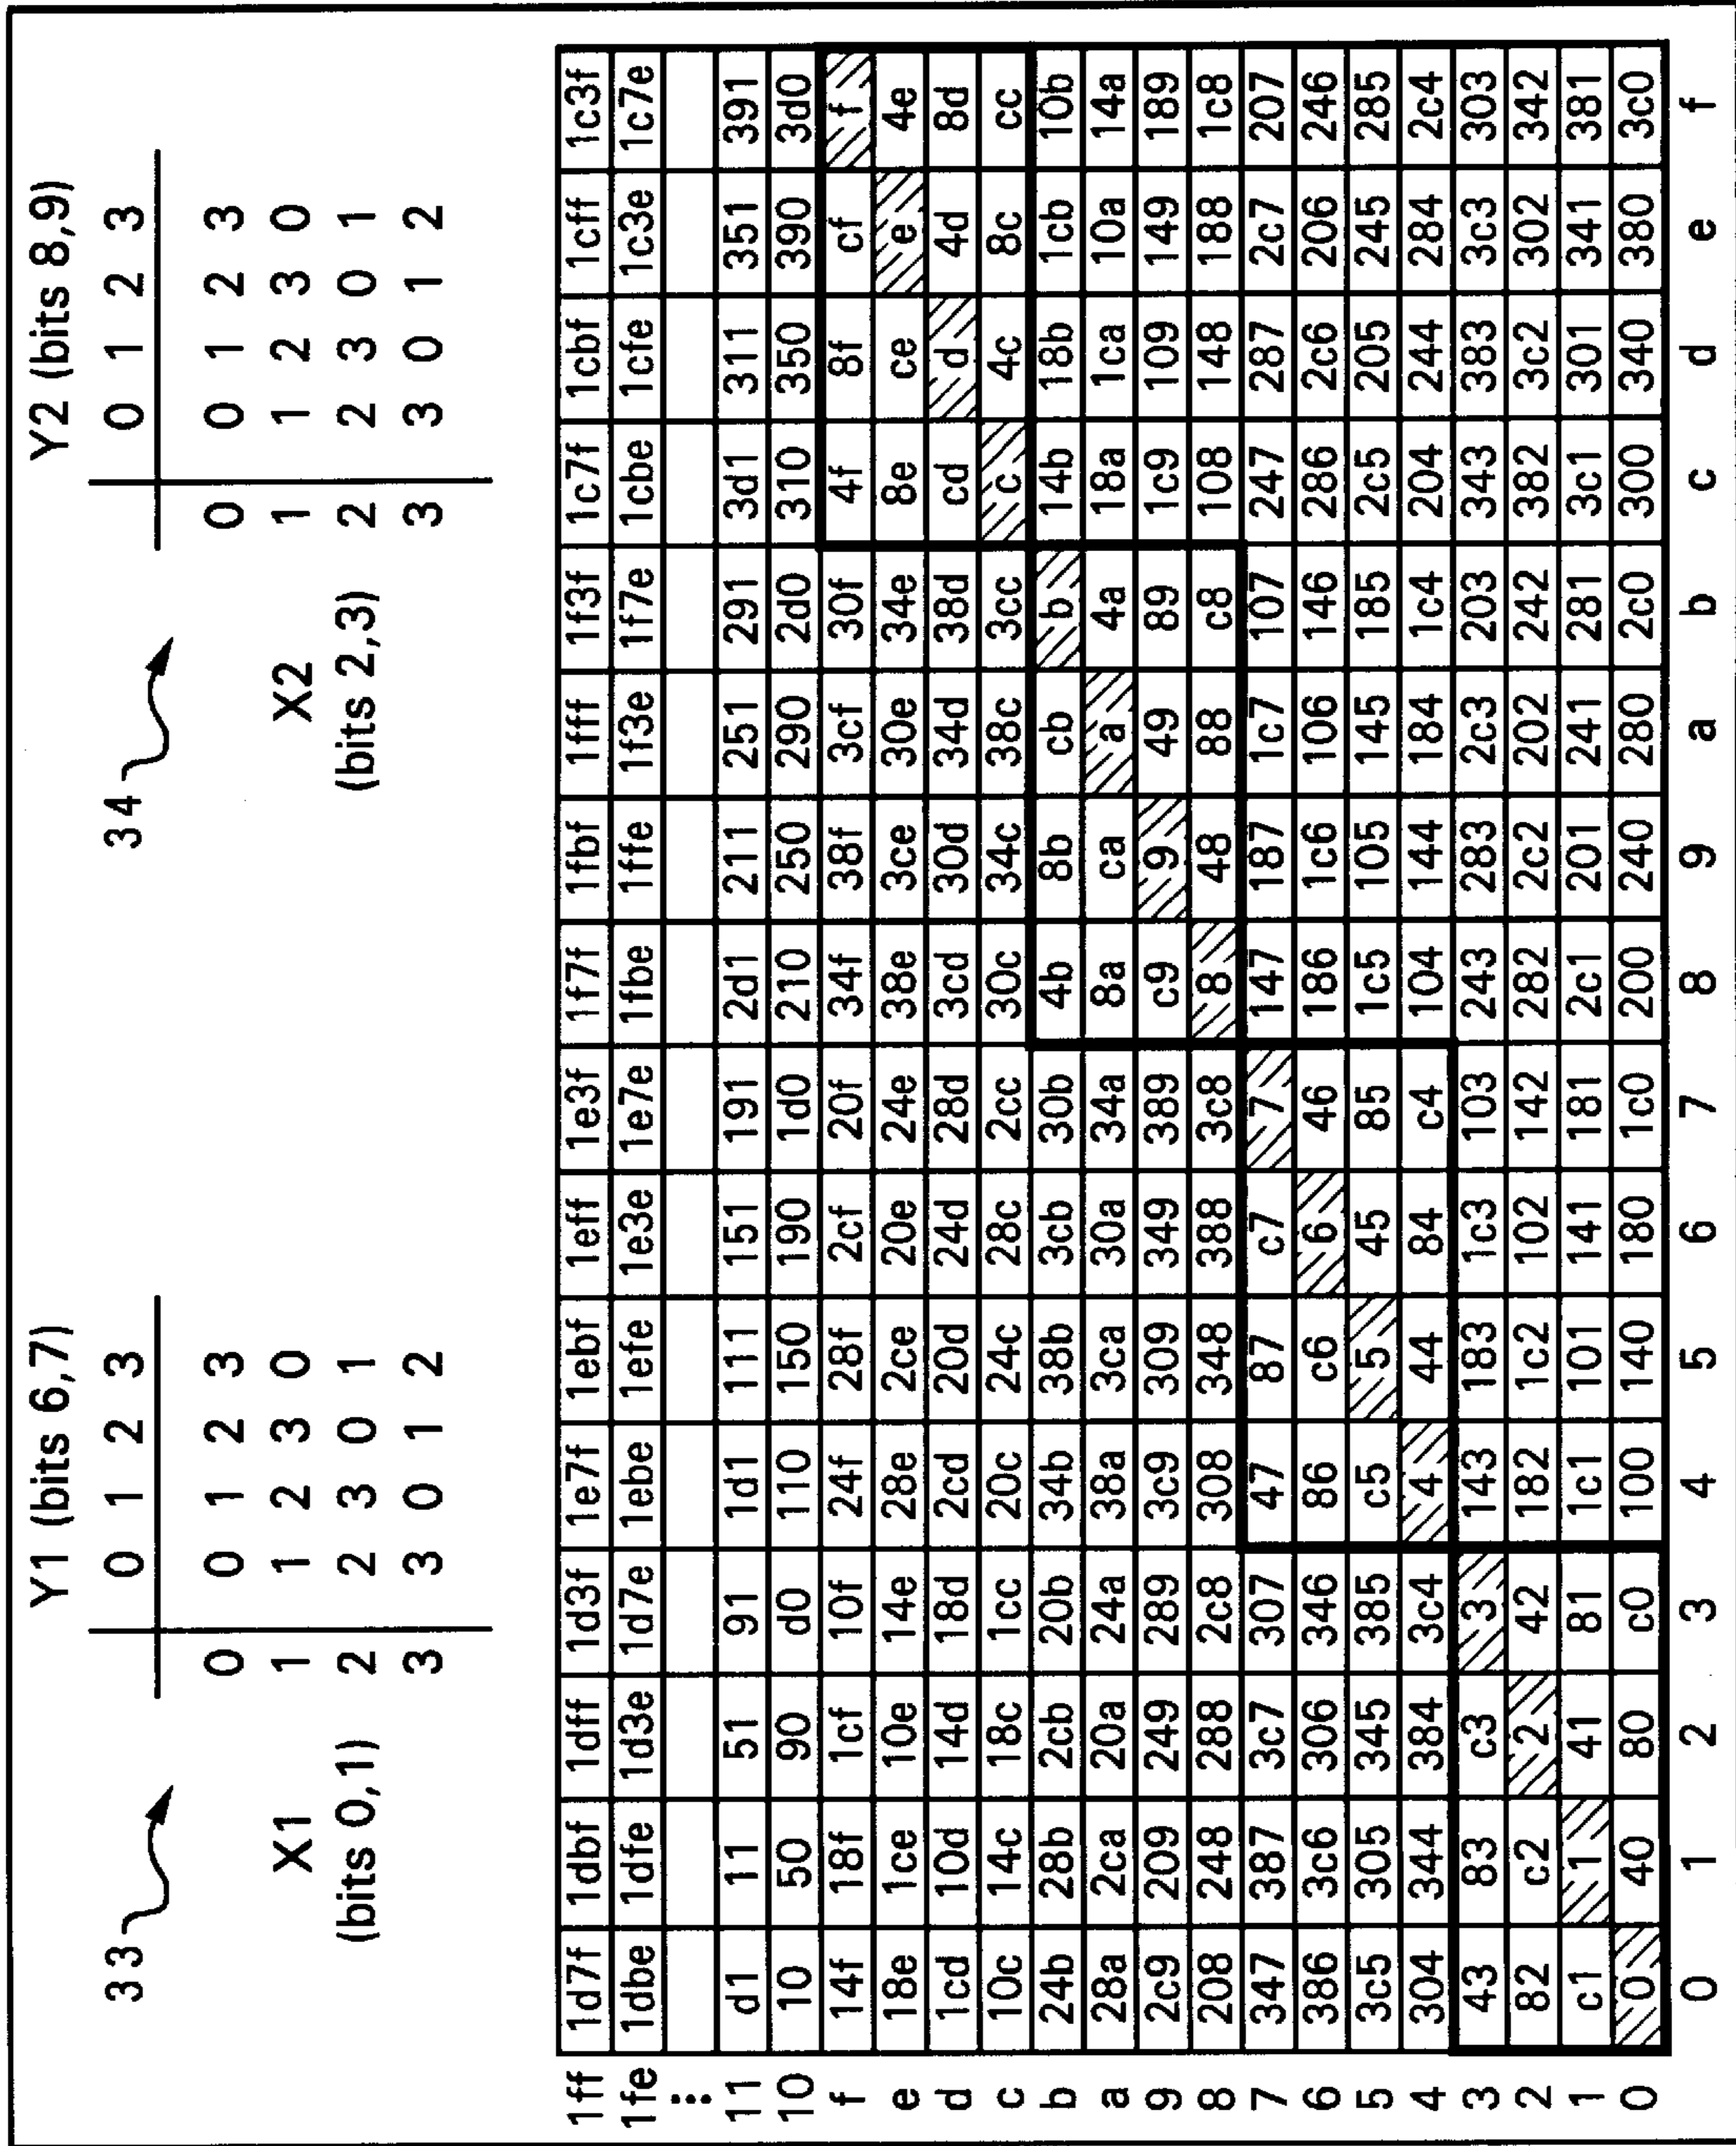 Y1 (bits 6,7) Y2 (bits 8,9)
33 0 1 2 3 34 0 1 2 3
0 0 1 2 3 0 0 1 2 3
X1 1 1 2 3 0 X2 1 1 2 3 0
(bits 0,1) 2 2 3 0 1 (bits 2,3) 2 2 3 0 1
3 3 0 1 2 3 3 0 1 2
1ff 1d7f 1dbf 1dff 1d3f 1e7f 1ebf 1eff 1e3f 1f7f 1fbf 1fff 1f3f 1c7f 1cbf 1cff 1c3f
1fe 1dbe 1dfe 1d3e 1d7e 1ebe 1efe 1e3e 1e7e 1fbe 1ffe 1f3e 1f7e 1cbe 1cfe 1c3e 1c7e
⋮
11 d1 11 51 91 1d1 111 151 191 2d1 211 251 291 3d1 311 351 391
10 10 50 90 d0 110 150 190 1d0 210 250 290 2d0 310 350 390 3d0
f 14f 18f 1cf 10f 24f 28f 2cf 20f 34f 38f 3cf 30f 4f 8f cf f
e 18e 1ce 10e 14e 28e 2ce 20e 24e 38e 3ce 30e 34e 8e ce e 4e
d 1cd 10d 14d 18d 2cd 20d 24d 28d 3cd 30d 34d 38d cd d 4d 8d
c 10c 14c 18c 1cc 20c 24c 28c 2cc 30c 34c 38c 3cc c 4c 8c cc
b 24b 28b 2cb 20b 34b 38b 3cb 30b 4b 8b cb b 14b 18b 1cb 10b
a 28a 2ca 20a 24a 38a 3ca 30a 34a 8a ca a 4a 18a 1ca 10a 14a
9 2c9 209 249 289 3c9 309 349 389 c9 9 49 89 1c9 109 149 189
8 208 248 288 2c8 308 348 388 3c8 8 48 88 c8 108 148 188 1c8
7 347 387 3c7 307 47 87 c7 7 147 187 1c7 107 247 287 2c7 207
6 386 3c6 306 346 86 c6 6 46 186 1c6 106 146 286 2c6 206 246
5 3c5 305 345 385 c5 5 45 85 1c5 105 145 185 2c5 205 245 285
4 304 344 384 3c4 4 44 84 c4 104 144 184 1c4 204 244 284 2c4
3 43 83 c3 3 143 183 1c3 103 243 283 2c3 203 343 383 3c3 303
2 82 c2 2 42 182 1c2 102 142 282 2c2 202 242 382 3c2 302 342
1 c1 1 41 81 1c1 101 141 181 2c1 201 241 281 3c1 301 341 381
0 0 40 80 c0 100 140 180 1c0 200 240 280 2c0 300 340 380 3c0
0 1 2 3 4 5 6 7 8 9 a b c d e f